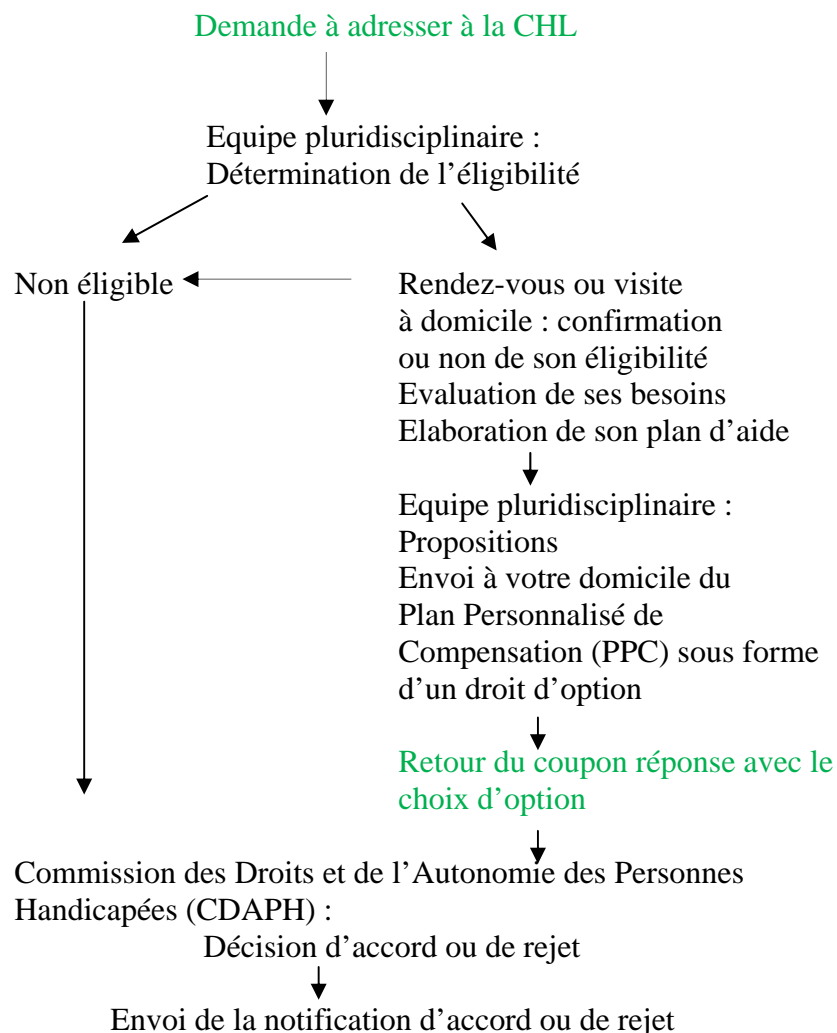 Demande à adresser à la CHL
Equipe pluridisciplinaire :
Détermination de l’éligibilité
Non éligible
Rendez-vous ou visite
à domicile : confirmation
ou non de son éligibilité
Evaluation de ses besoins
Elaboration de son plan d’aide
Equipe pluridisciplinaire :
Propositions
Envoi à votre domicile du
Plan Personnalisé de
Compensation (PPC) sous forme
d’un droit d’option
Retour du coupon réponse avec le
choix d’option
Commission des Droits et de l’Autonomie des Personnes
Handicapées (CDAPH) :
Décision d’accord ou de rejet
Envoi de la notification d’accord ou de rejet